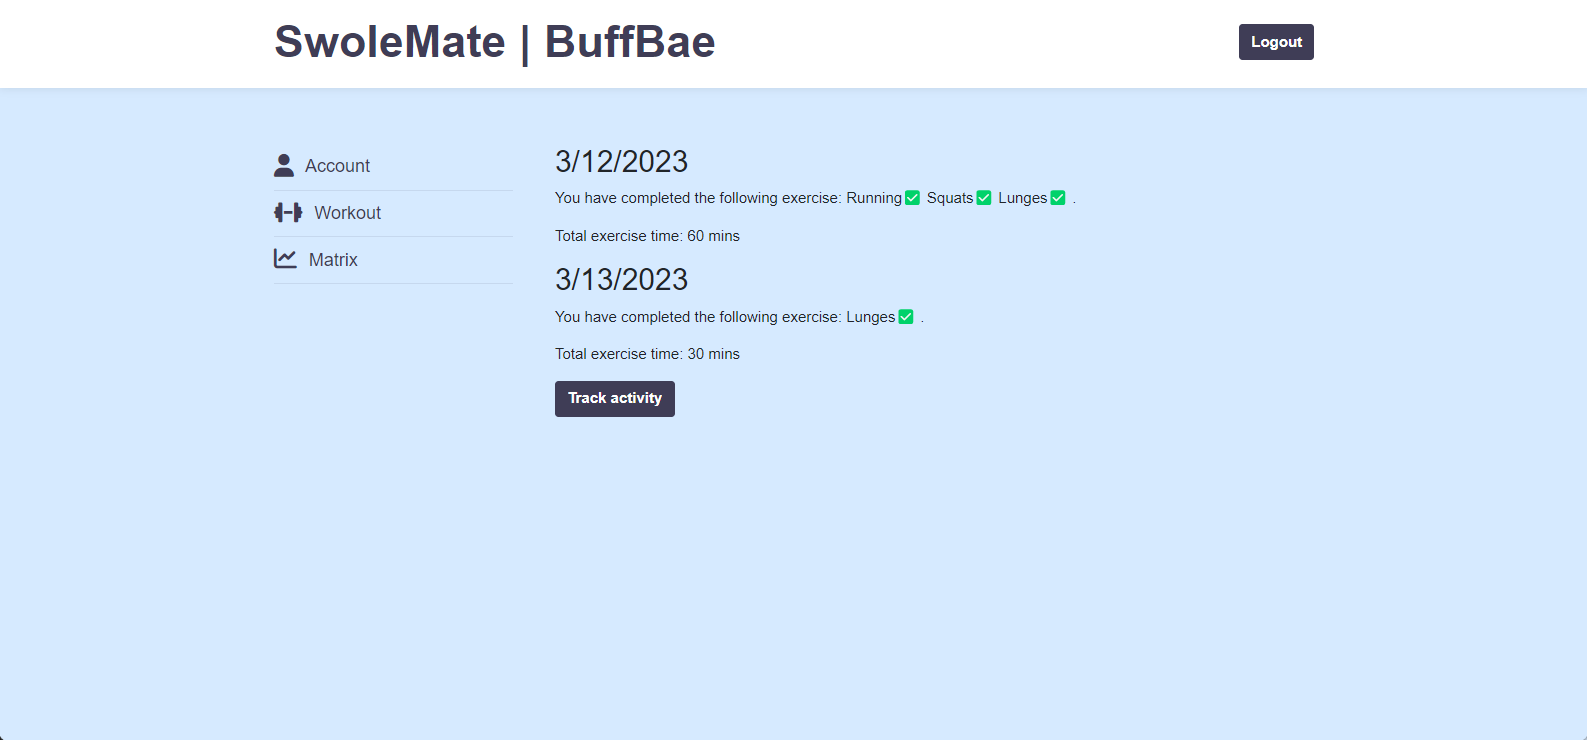 SwoleMate | BuffBae
Logout
Account
Workout
Matrix
3/12/2023
You have completed the following exercise: Running✅ Squats✅ Lunges✅ .
Total exercise time: 60 mins
3/13/2023
You have completed the following exercise: Lunges✅ .
Total exercise time: 30 mins
Track activity